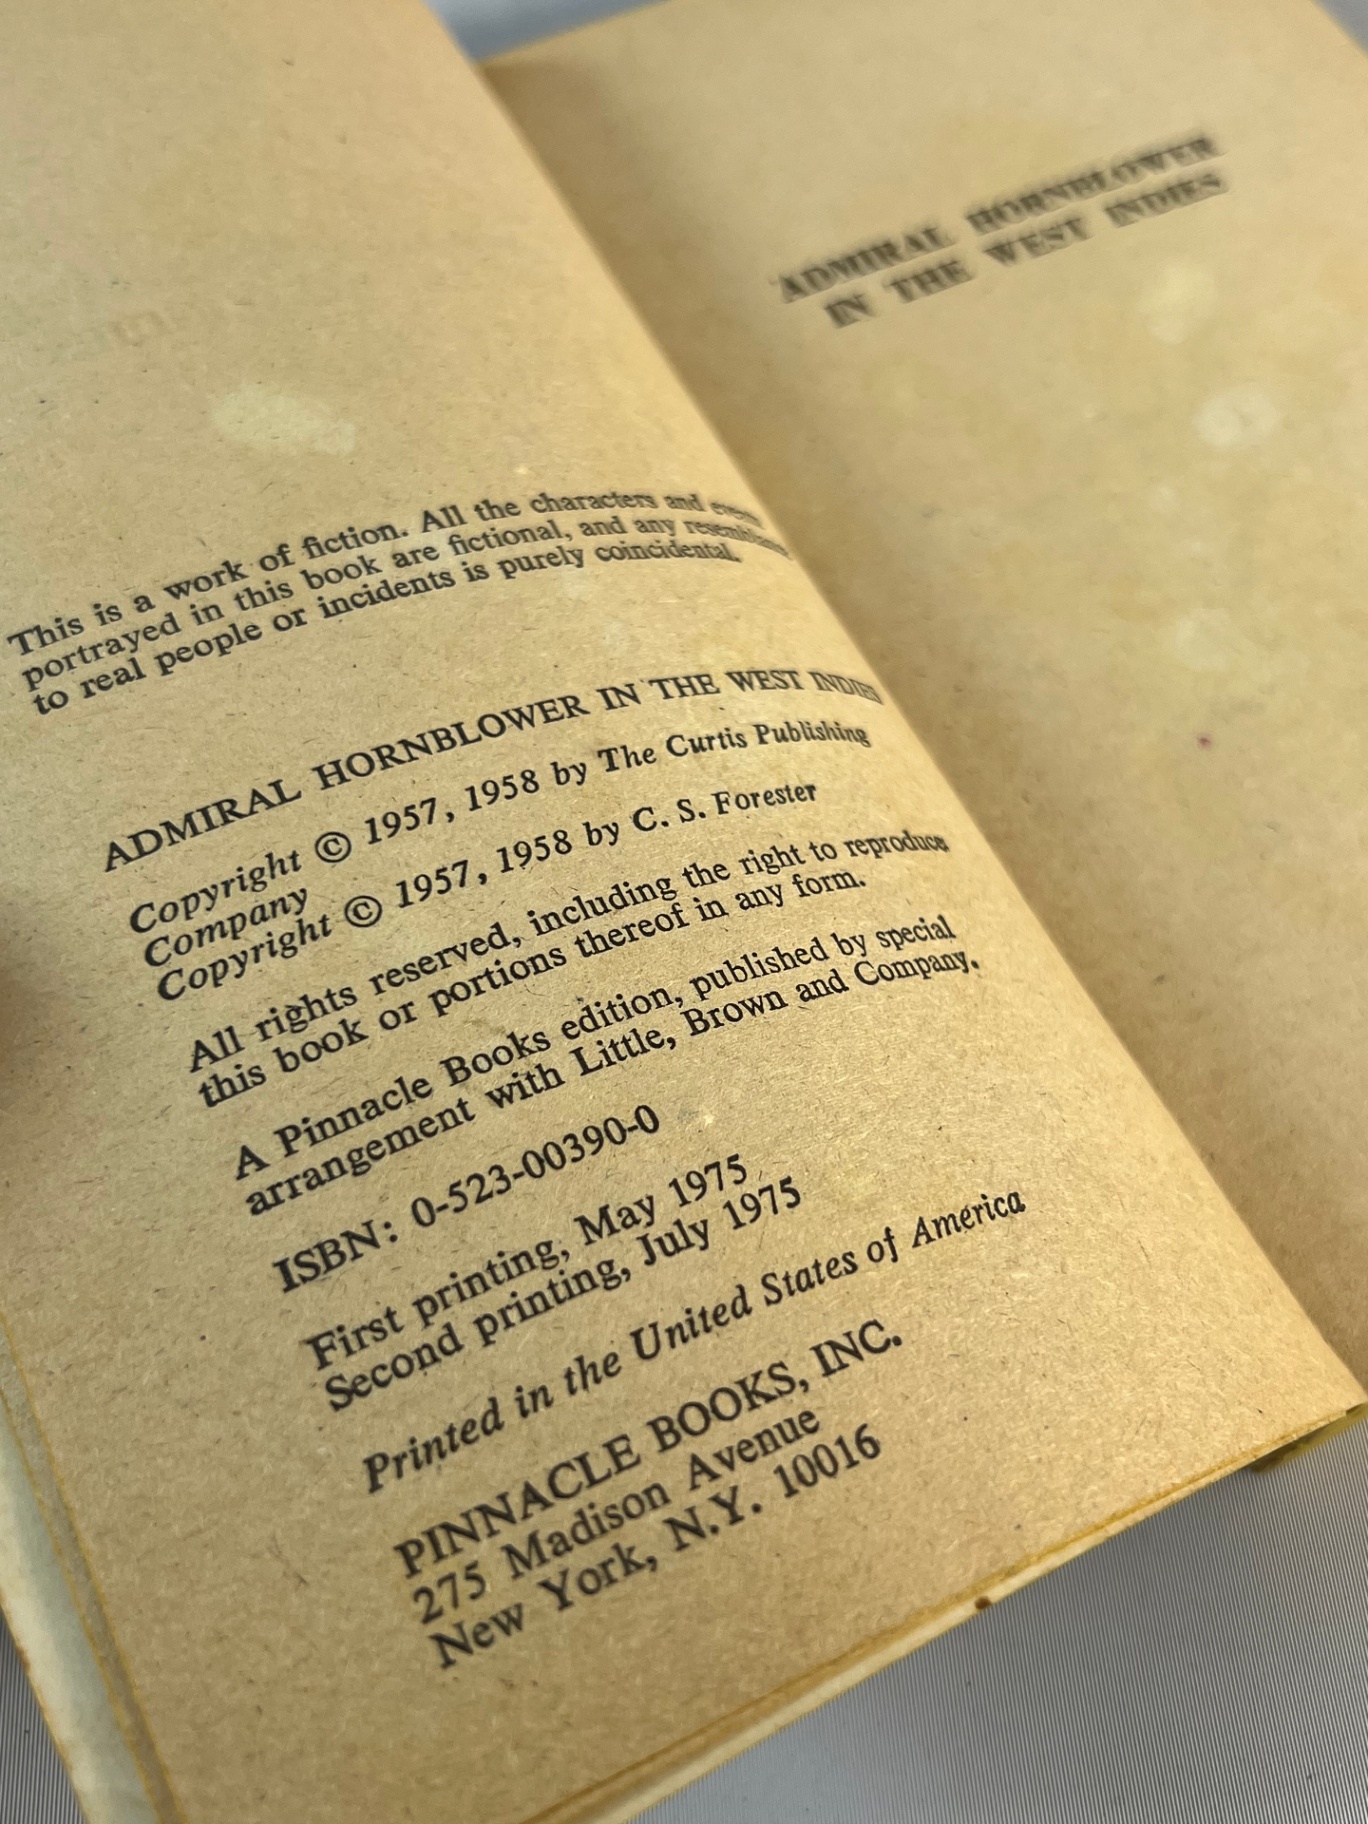 This is a work of fiction. All the characters and events
portrayed in this book are fictional, and any resemblance
to real people or incidents is purely coincidental.
ADMIRAL HORNBLOWER IN THE WEST INDIES
Copyright © 1957, 1958 by The Curtis Publishing
Company
Copyright © 1957, 1958 by C. S. Forester
All rights reserved, including the right to reproduce
this book or portions thereof in any form.
A Pinnacle Books edition, published by special
arrangement with Little, Brown and Company.
ISBN: 0-523-00390-0
First printing, May 1975
Second printing, July 1975
Printed in the United States of America
PINNACLE BOOKS, INC.
275 Madison Avenue
New York, N.Y. 10016
ADMIRAL HORNBLOWER
IN THE WEST INDIES